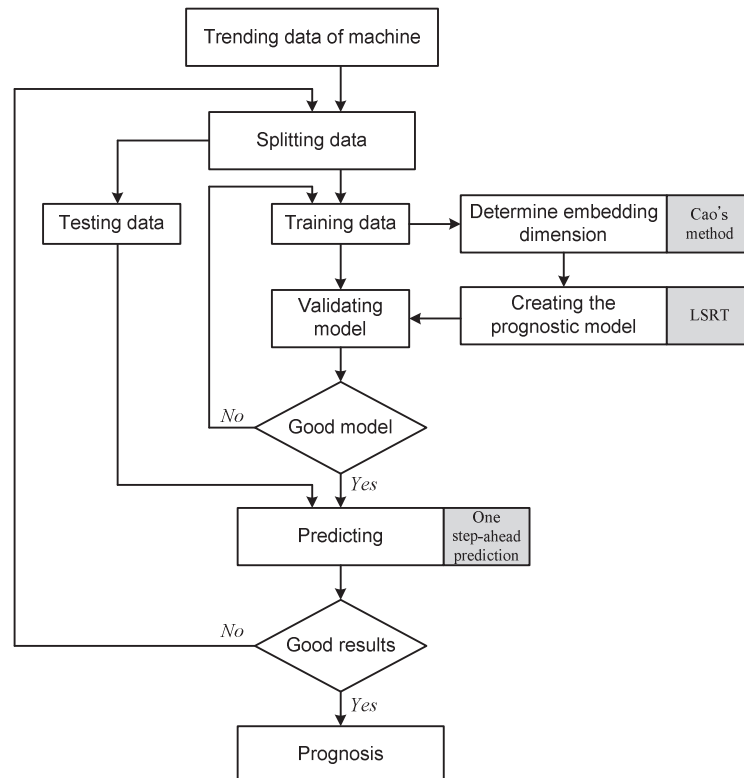 Trending data of machine
Splitting data
Testing data
Training data
Determine embedding
dimension
Cao's
method
Validating
model
Creating the
prognostic model
LSRT
No
Good model
Yes
Predicting
One
step-ahead
prediction
No
Good results
Yes
Prognosis